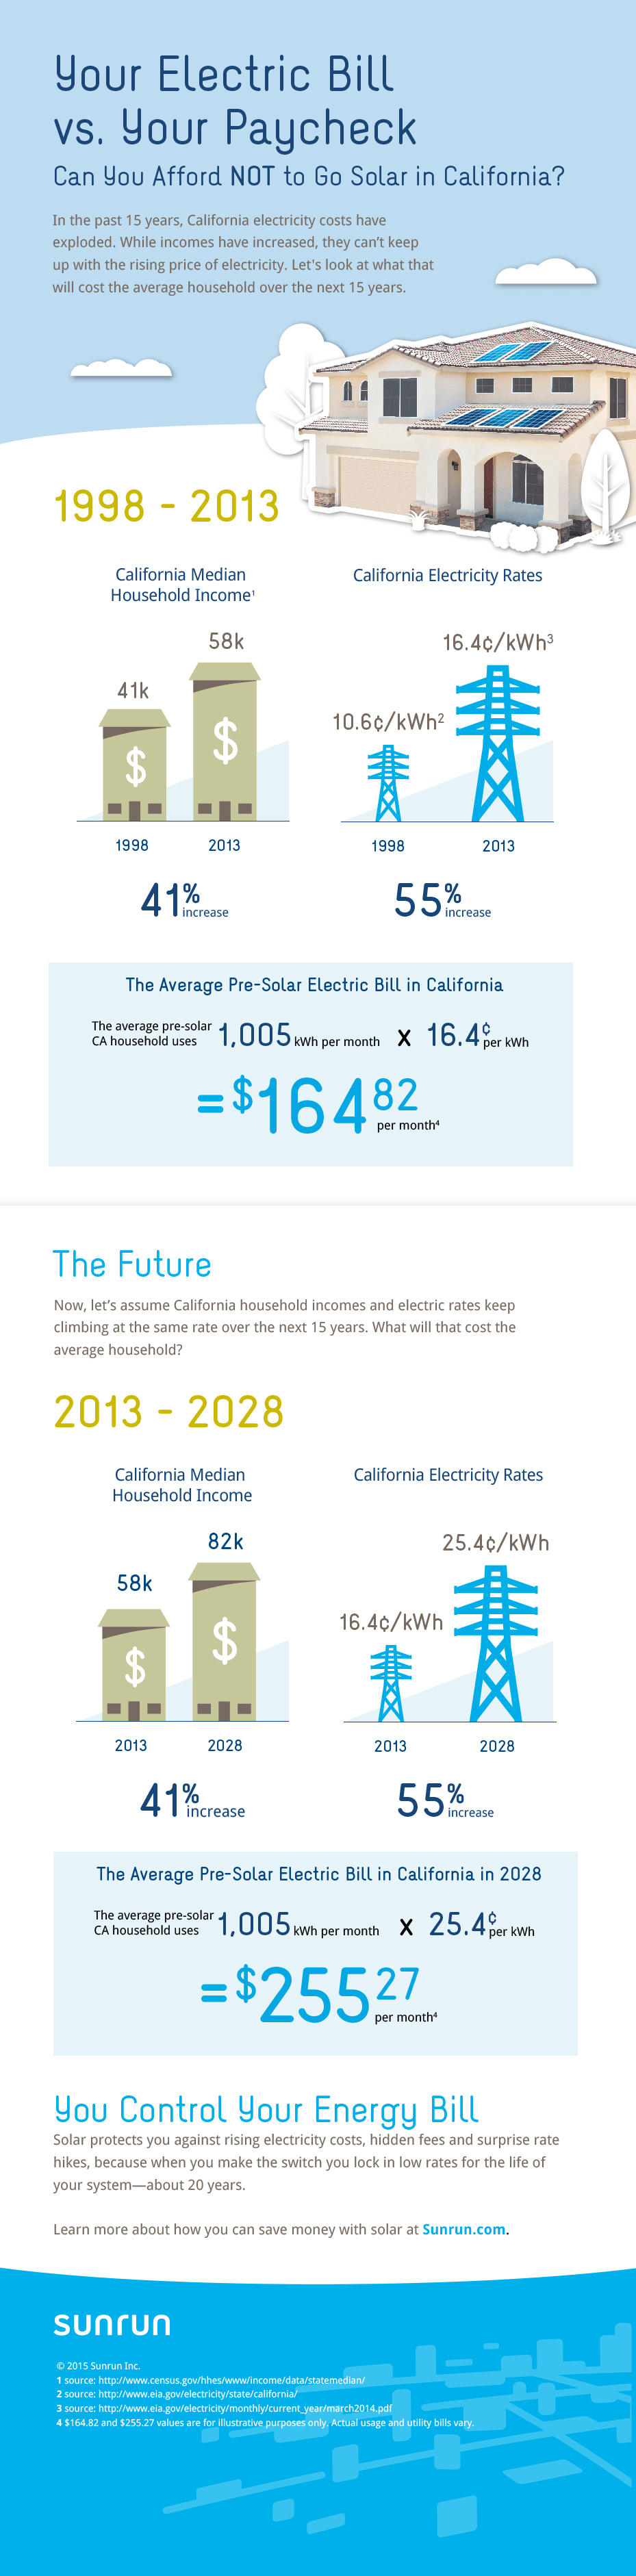 Your Electric Bill
vs. Your Paycheck
Can You Afford NOT to Go Solar in California?
In the past 15 years, California electricity costs have
exploded. While incomes have increased, they can't keep
up with the rising price of electricity. Let's look at what that
will cost the average household over the next 15 years.
1998 - 2013
California Median
Household Income¹
California Electricity Rates
41k
58k
10.6¢/kWh²
16.4¢/kWh³
$
$
1998
2013
1998
2013
41% increase
55% increase
The Average Pre-Solar Electric Bill in California
The average pre-solar
CA household uses
1,005 kWh per month x 16.4¢ per kWh
=$164 82
per month⁴
The Future
Now, let's assume California household incomes and electric rates keep
climbing at the same rate over the next 15 years. What will that cost the
average household?
2013 - 2028
California Median
Household Income
California Electricity Rates
58k
82k
16.4¢/kWh
25.4¢/kWh
$
$
2013
2028
2013
2028
41% increase
55% increase
The Average Pre-Solar Electric Bill in California in 2028
The average pre-solar
CA household uses
1,005 kWh per month x 25.4¢ per kWh
=$255 27
per month⁴
You Control Your Energy Bill
Solar protects you against rising electricity costs, hidden fees and surprise rate
hikes, because when you make the switch you lock in low rates for the life of
your system—about 20 years.
Learn more about how you can save money with solar at Sunrun.com.
sunrun
© 2015 Sunrun Inc.
1 source: http://www.census.gov/hhes/www/income/data/statemedian/
2 source: http://www.eia.gov/electricity/state/california/
3 source: http://www.eia.gov/electricity/monthly/current_year/march2014.pdf
4 $164.82 and $255.27 values are for illustrative purposes only. Actual usage and utility bills vary.